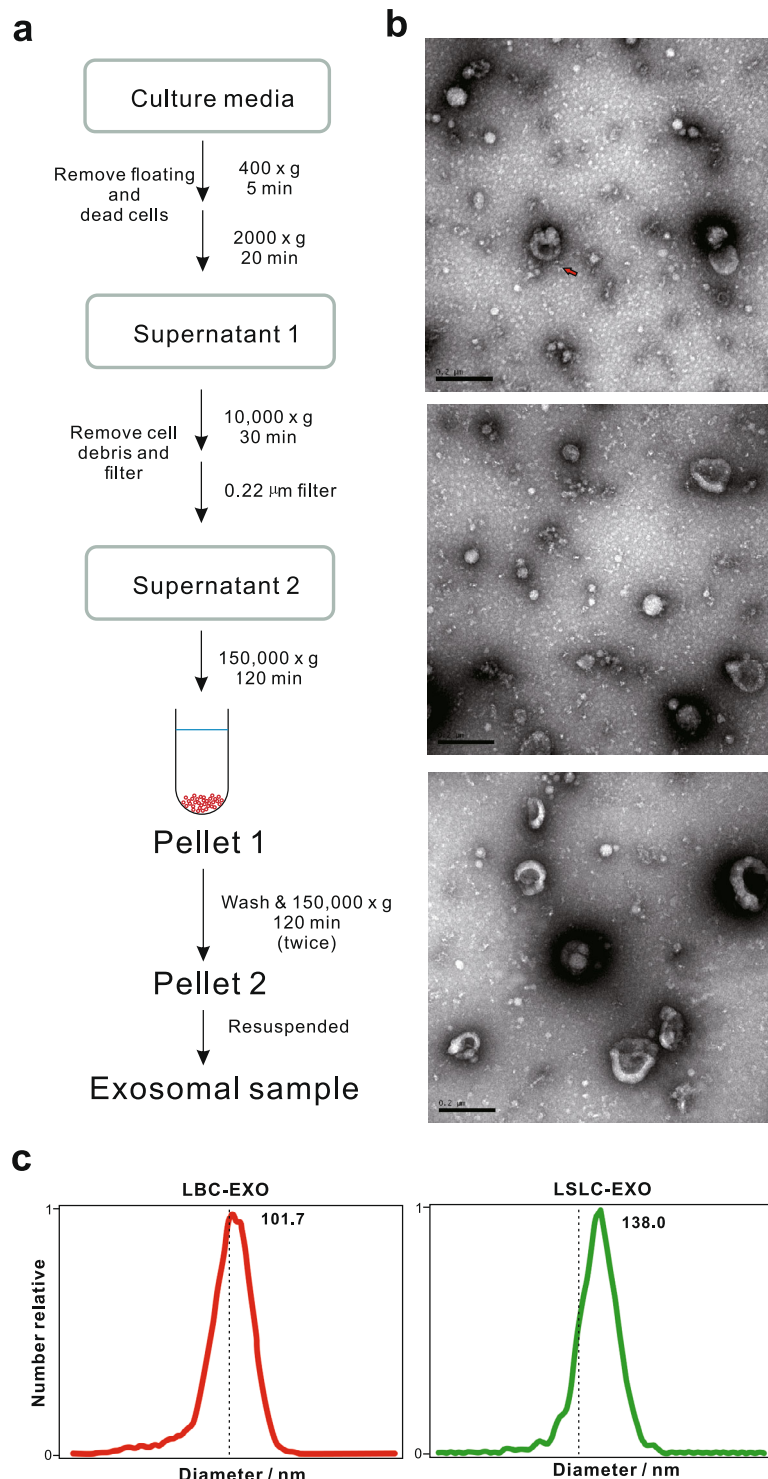 a
Culture media
Remove floating
and
dead cells
400 x g
5 min
2000 x g
20 min
Supernatant 1
Remove cell
debris and
filter
10,000 x g
30 min
0.22 μm filter
Supernatant 2
150,000 x g
120 min
Pellet 1
Wash & 150,000 x g
120 min
(twice)
Pellet 2
Resuspended
Exosomal sample
b
0.2 μm
0.2 μm
0.2 μm
c
LBC-EXO
1
101.7
Number relative
0
Diameter / nm
LSLC-EXO
1
138.0
0
Diameter / nm